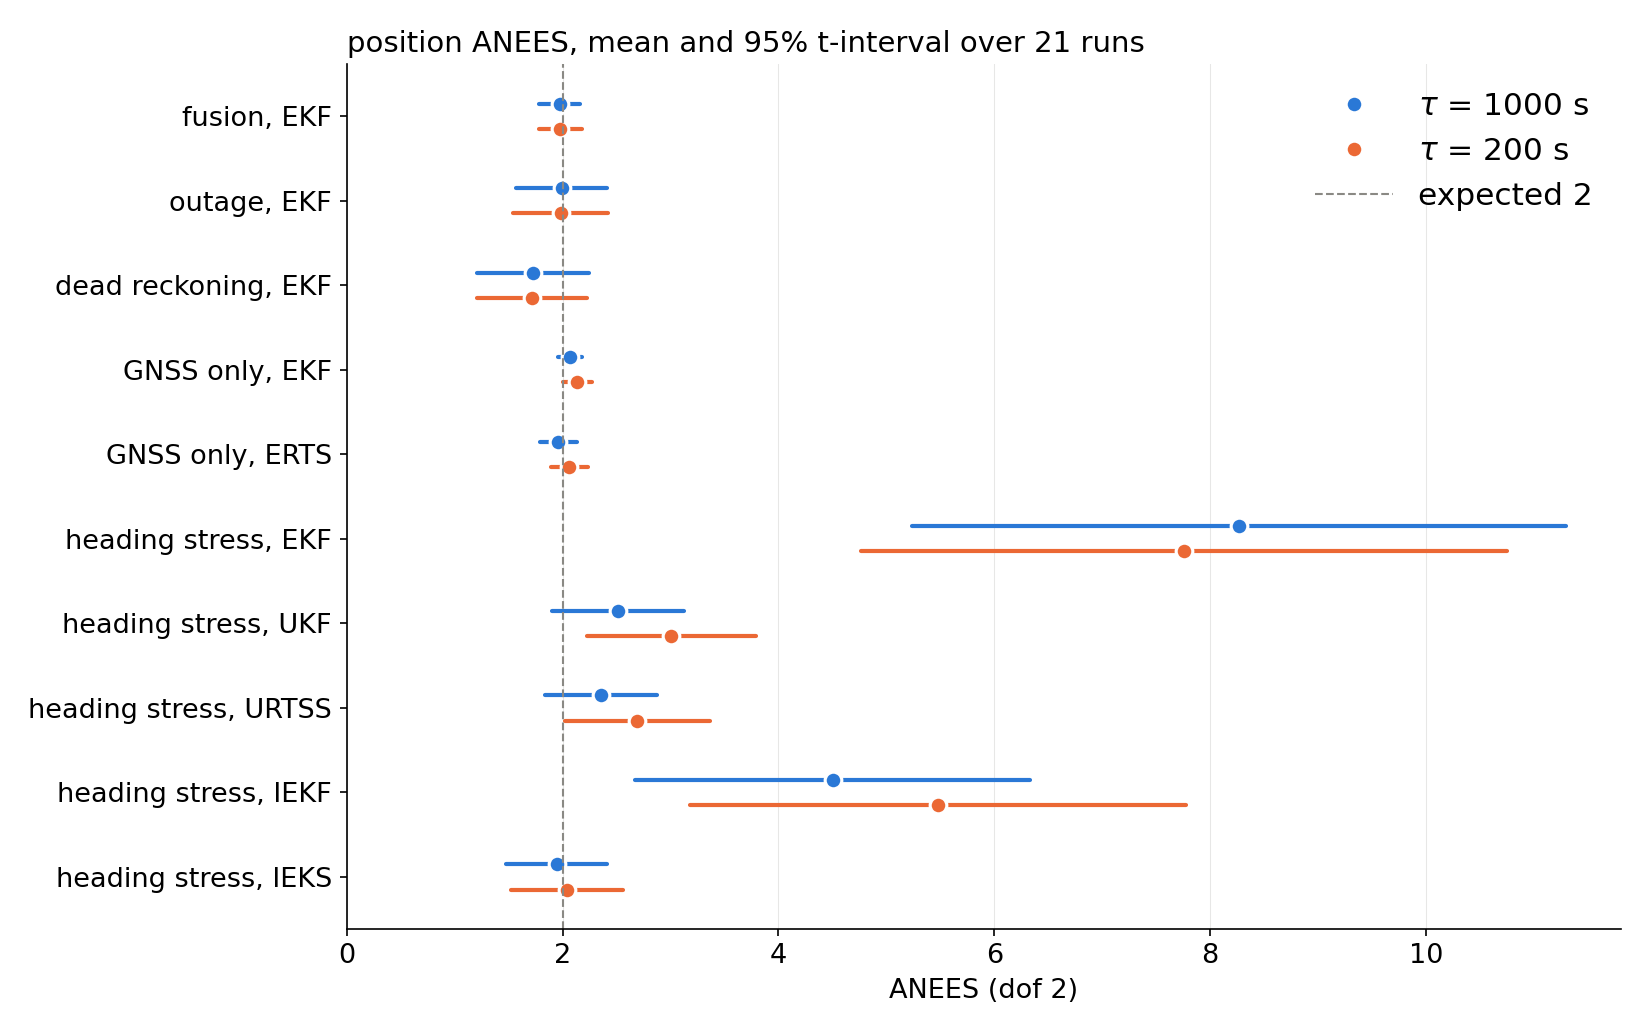 position ANEES, mean and 95% t-interval over 21 runs
τ = 1000 s
τ = 200 s
expected 2
fusion, EKF
outage, EKF
dead reckoning, EKF
GNSS only, EKF
GNSS only, ERTS
heading stress, EKF
heading stress, UKF
heading stress, URTSS
heading stress, IEKF
heading stress, IEKS
0 2 4 6 8 10
ANEES (dof 2)